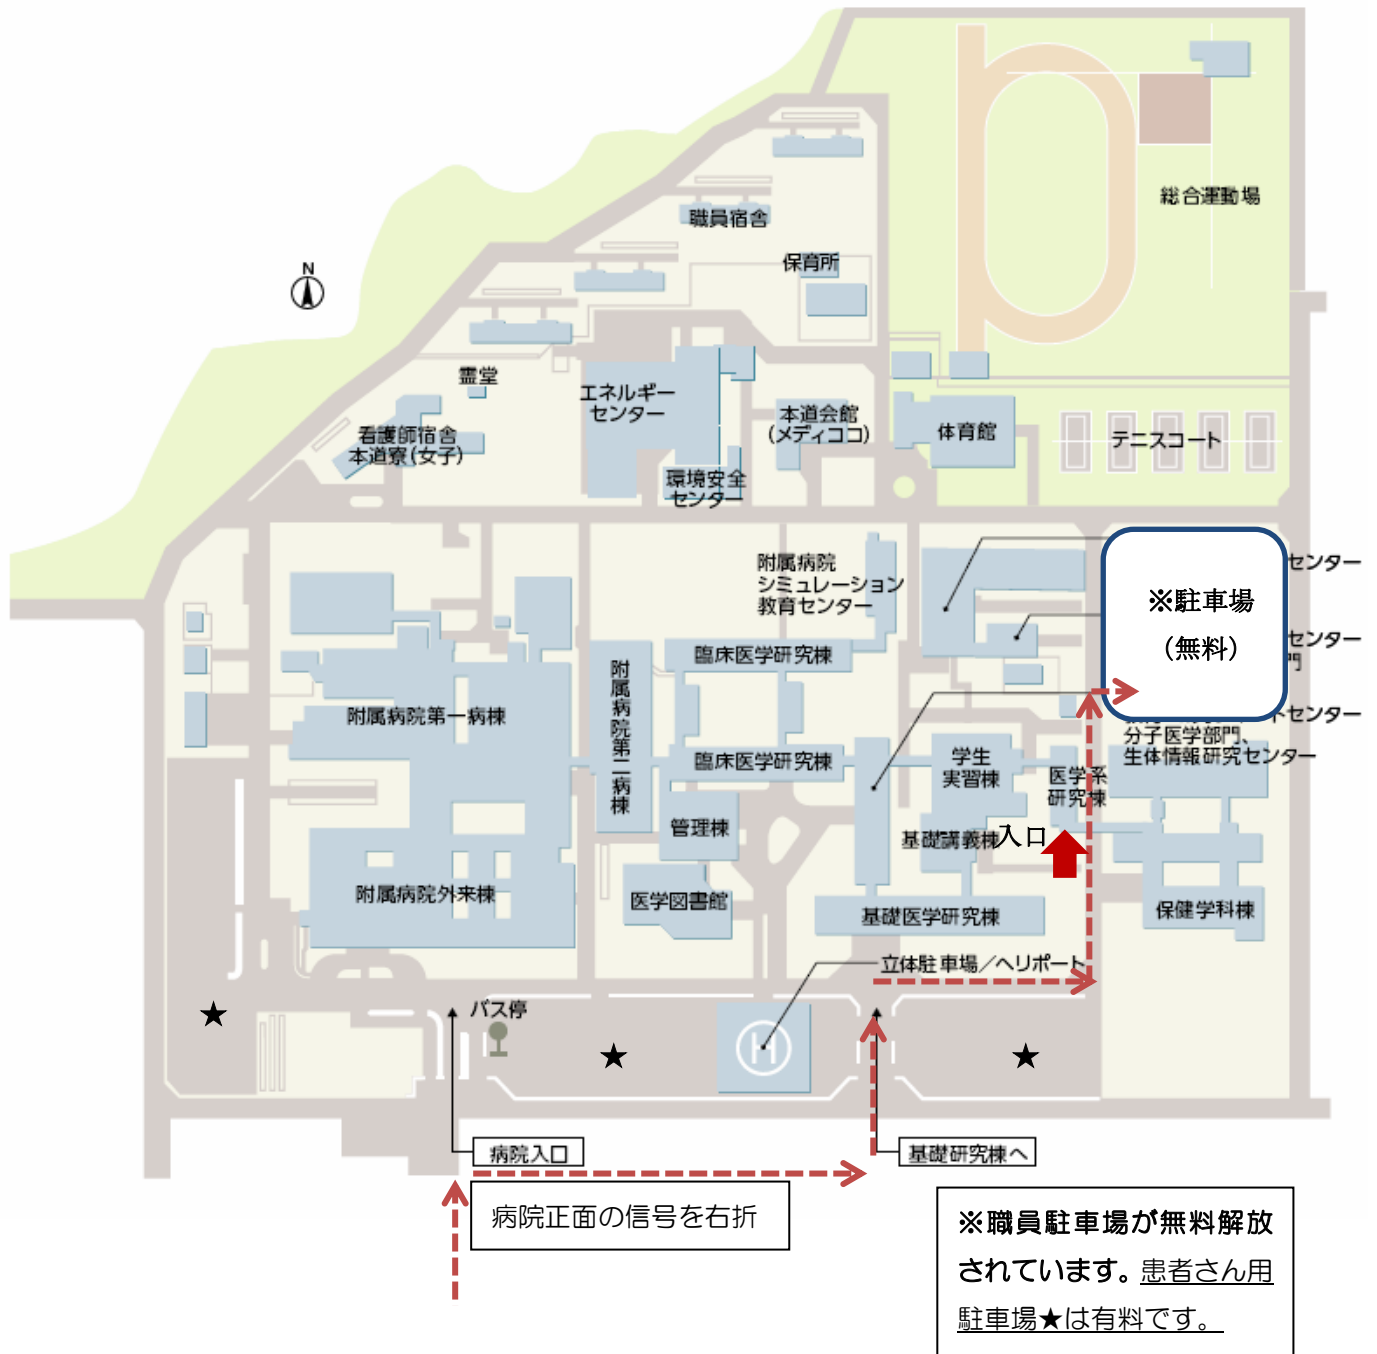 総合運動場
職員宿舎
保育所
N
霊堂
エネルギー
センター
本道会館
(メディココ)
体育館
テニスコート
看護師宿舎
本道寮(女子)
環境安全
センター
附属病院
シミュレーション
教育センター
センター
※駐車場
(無料)
センター
門
臨床医学研究棟
附属病院第二病棟
附属病院第一病棟
トセンター
分子医学部門、
生体情報研究センター
臨床医学研究棟
学生
実習棟
医学系
研究棟
管理棟
基礎講義棟
入口
附属病院外来棟
医学図書館
基礎医学研究棟
保健学科棟
立体駐車場/ヘリポート
★
バス停
★
H
★
病院入口
基礎研究棟へ
病院正面の信号を右折
※職員駐車場が無料解放
されています。患者さん用
駐車場★は有料です。